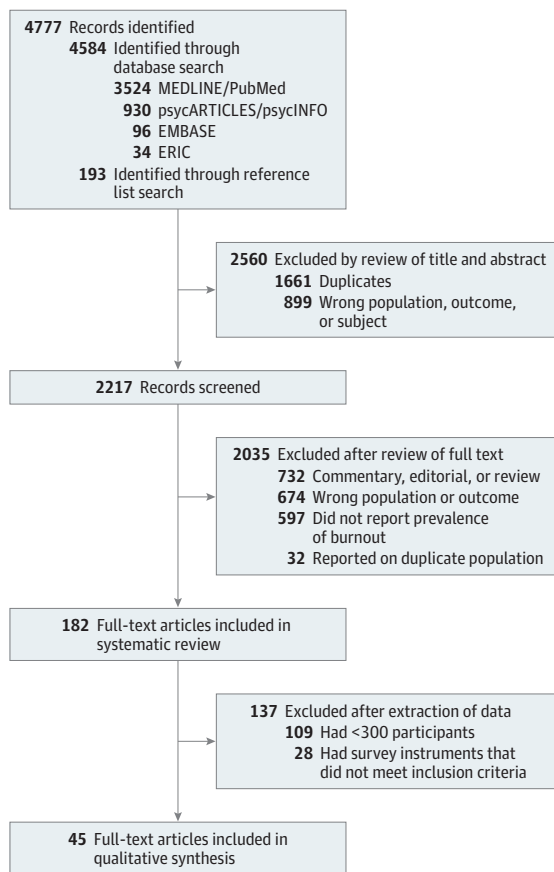 4777 Records identified
4584 Identified through
database search
3524 MEDLINE/PubMed
930 psycARTICLES/psycINFO
96 EMBASE
34 ERIC
193 Identified through reference
list search
2560 Excluded by review of title and abstract
1661 Duplicates
899 Wrong population, outcome,
or subject
2217 Records screened
2035 Excluded after review of full text
732 Commentary, editorial, or review
674 Wrong population or outcome
597 Did not report prevalence
of burnout
32 Reported on duplicate population
182 Full-text articles included in
systematic review
137 Excluded after extraction of data
109 Had <300 participants
28 Had survey instruments that
did not meet inclusion criteria
45 Full-text articles included in
qualitative synthesis